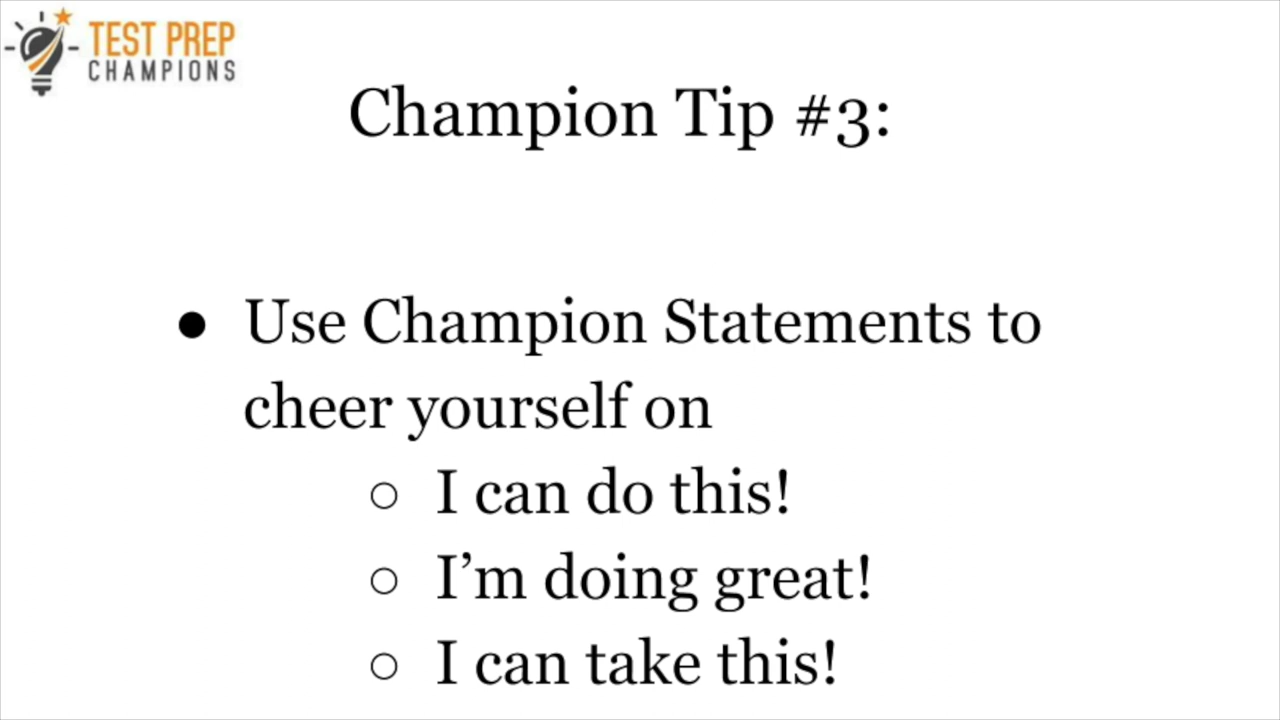 TEST PREP
CHAMPIONS
Champion Tip #3:
● Use Champion Statements to
cheer yourself on
○ I can do this!
○ I’m doing great!
○ I can take this!